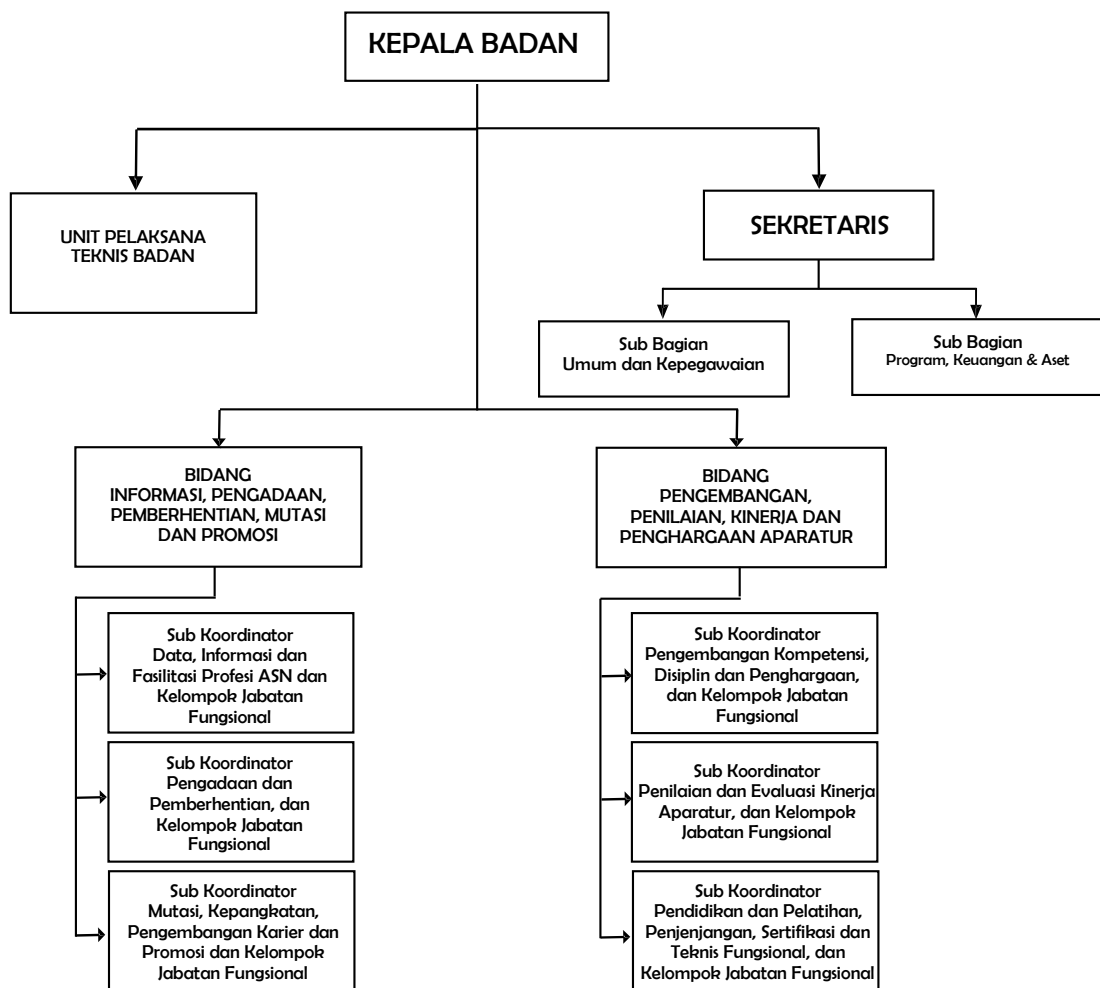 KEPALA BADAN
UNIT PELAKSANA
TEKNIS BADAN
SEKRETARIS
Sub Bagian
Umum dan Kepegawaian
Sub Bagian
Program, Keuangan & Aset
BIDANG
INFORMASI, PENGADAAN,
PEMBERHENTIAN, MUTASI
DAN PROMOSI
BIDANG
PENGEMBANGAN,
PENILAIAN, KINERJA DAN
PENGHARGAAN APARATUR
Sub Koordinator
Data, Informasi dan
Fasilitasi Profesi ASN dan
Kelompok Jabatan
Fungsional
Sub Koordinator
Pengembangan Kompetensi,
Disiplin dan Penghargaan,
dan Kelompok Jabatan
Fungsional
Sub Koordinator
Pengadaan dan
Pemberhentian, dan
Kelompok Jabatan
Fungsional
Sub Koordinator
Penilaian dan Evaluasi Kinerja
Aparatur, dan Kelompok
Jabatan Fungsional
Sub Koordinator
Mutasi, Kepangkatan,
Pengembangan Karier dan
Promosi dan Kelompok
Jabatan Fungsional
Sub Koordinator
Pendidikan dan Pelatihan,
Penjenjangan, Sertifikasi dan
Teknis Fungsional, dan
Kelompok Jabatan Fungsional